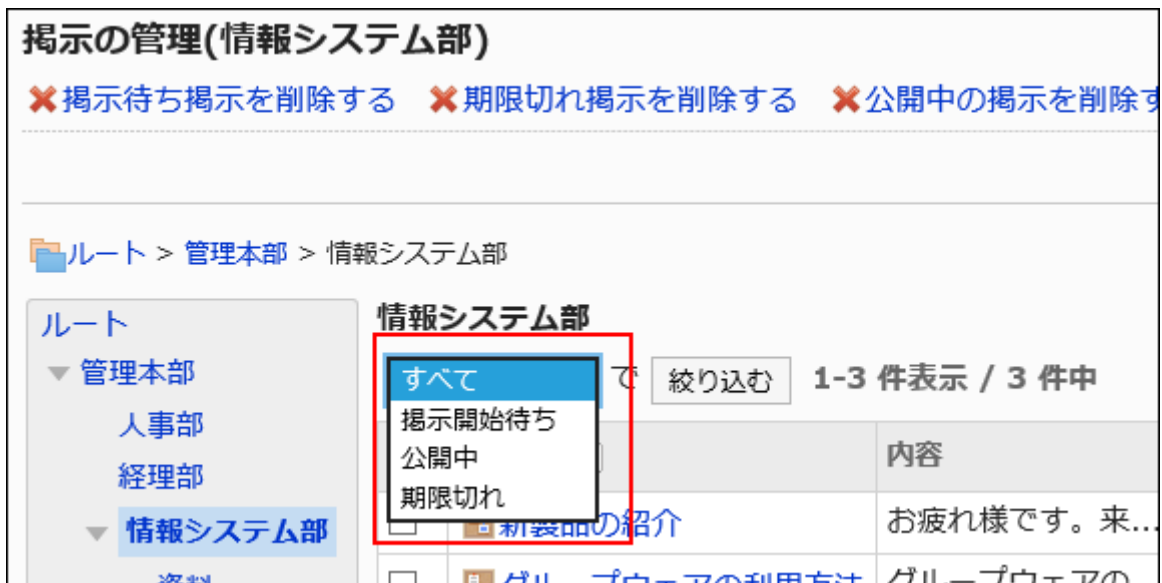 掲示の管理(情報システム部)
掲示待ち掲示を削除する 期限切れ掲示を削除する 公開中の掲示を削除す
ルート > 管理本部 > 情報システム部
ルート
管理本部
人事部
経理部
情報システム部
資料
情報システム部
すべて
掲示開始待ち
公開中
期限切れ
で 絞り込む 1-3 件表示 / 3 件中
内容
新製品の紹介 お疲れ様です。来...
グループウェアの利用方法 グループウェアの